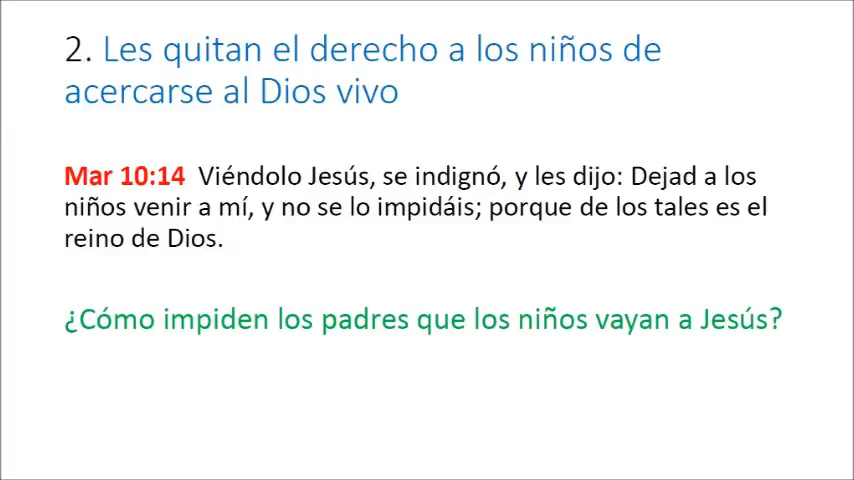 2. Les quitan el derecho a los niños de
acercarse al Dios vivo
Mar 10:14 Viéndolo Jesús, se indignó, y les dijo: Dejad a los
niños venir a mí, y no se lo impidáis; porque de los tales es el
reino de Dios.
¿Cómo impiden los padres que los niños vayan a Jesús?